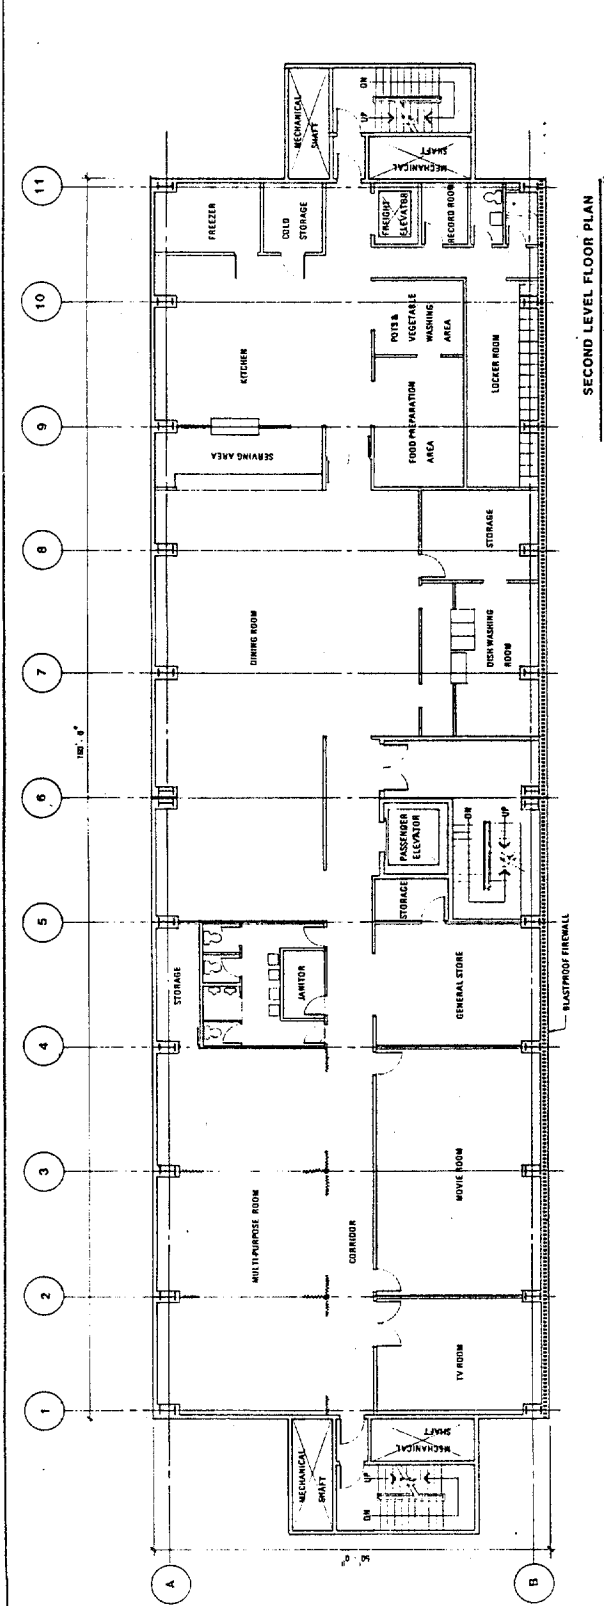 1
2
3
4
5
6
7
8
9
10
11
A
B
50'-0"
MECHANICAL
SHAFT
MECHANICAL
SHAFT
UP
DN
MULTI-PURPOSE ROOM
CORRIDOR
TV ROOM
MOVIE ROOM
STORAGE
JANITOR
GENERAL STORE
STORAGE
PASSENGER
ELEVATOR
DN
UP
DINING ROOM
DISH WASHING
ROOM
STORAGE
SERVING AREA
KITCHEN
FOOD PREPARATION
AREA
POTS &
VEGETABLE
WASHING
AREA
LOCKER ROOM
FREEZER
COLD
STORAGE
FREIGHT
ELEVATOR
RECORD ROOM
MECHANICAL
SHAFT
MECHANICAL
SHAFT
UP
DN
BLASTPROOF FIREWALL
SECOND LEVEL FLOOR PLAN